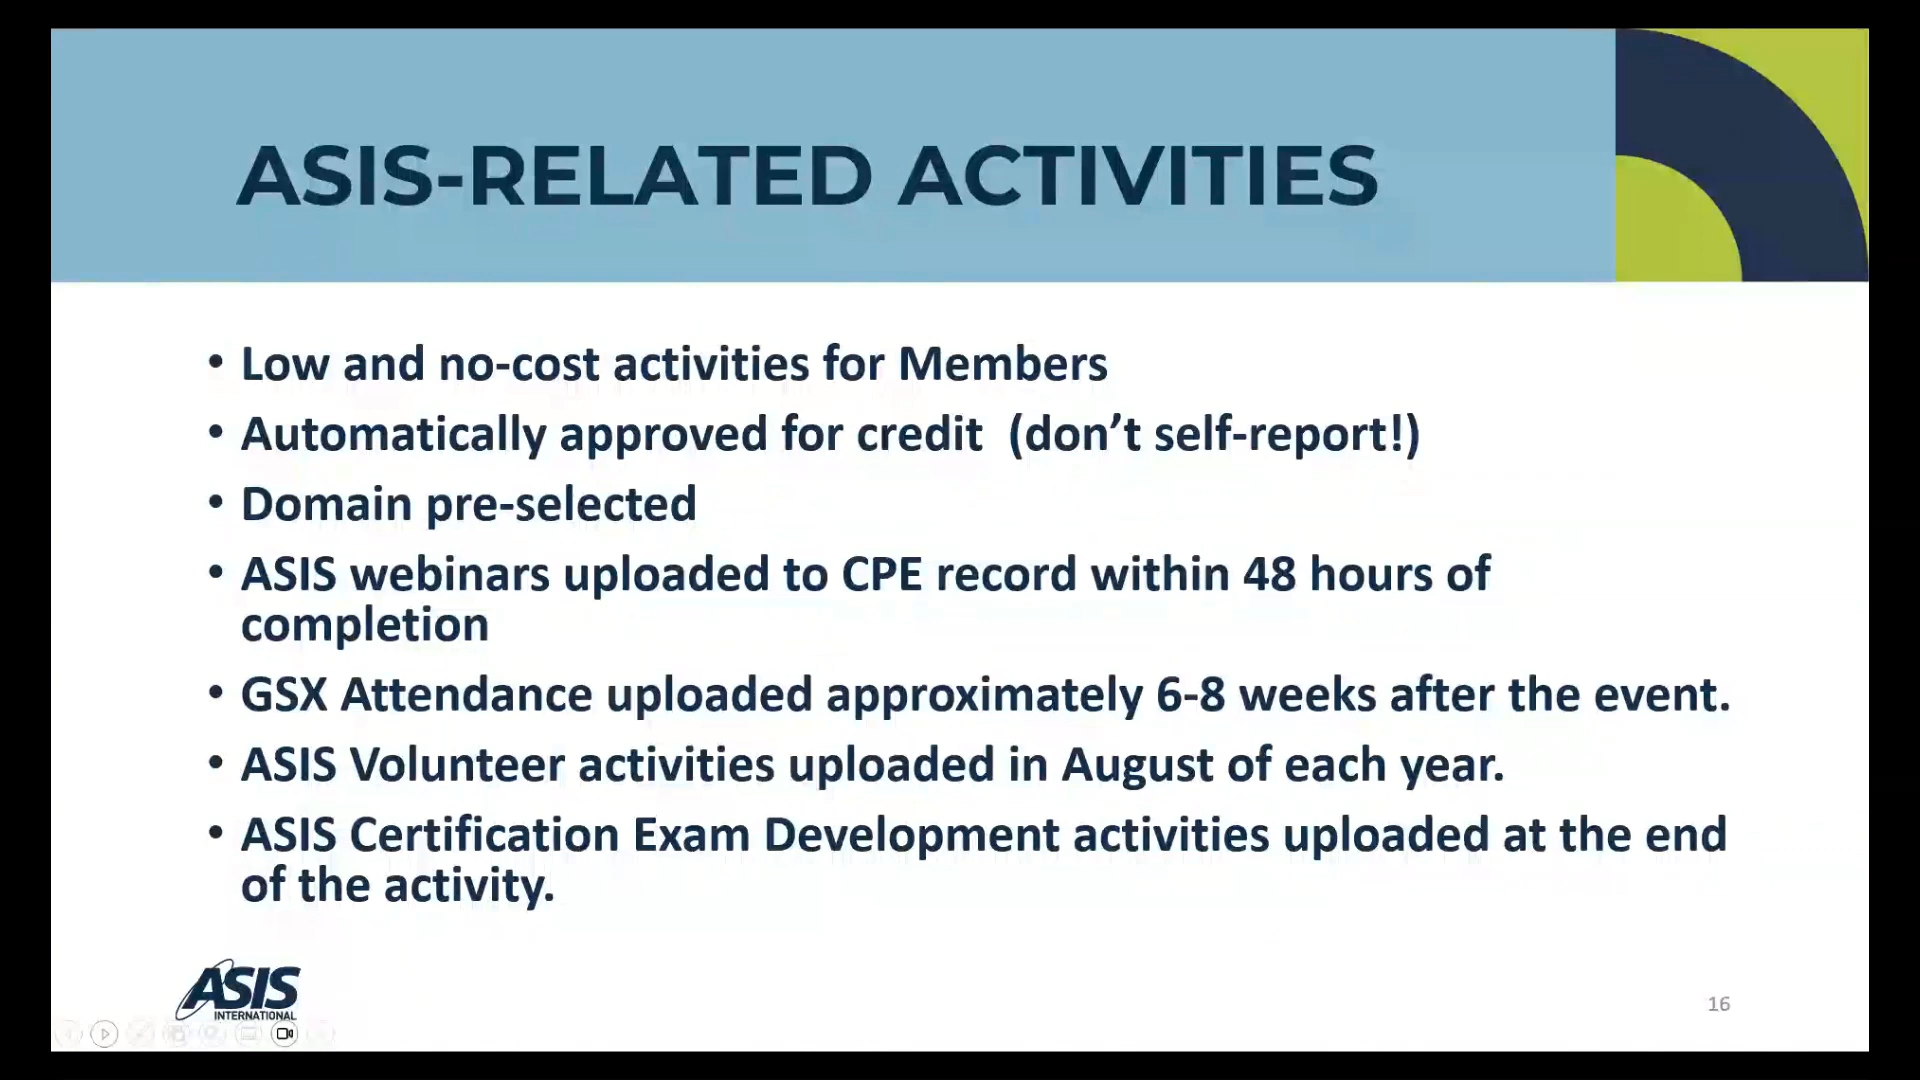 ASIS-RELATED ACTIVITIES
• Low and no-cost activities for Members
• Automatically approved for credit  (don’t self-report!)
• Domain pre-selected
• ASIS webinars uploaded to CPE record within 48 hours of
completion
• GSX Attendance uploaded approximately 6-8 weeks after the event.
• ASIS Volunteer activities uploaded in August of each year.
• ASIS Certification Exam Development activities uploaded at the end
of the activity.
ASIS
INTERNATIONAL
16